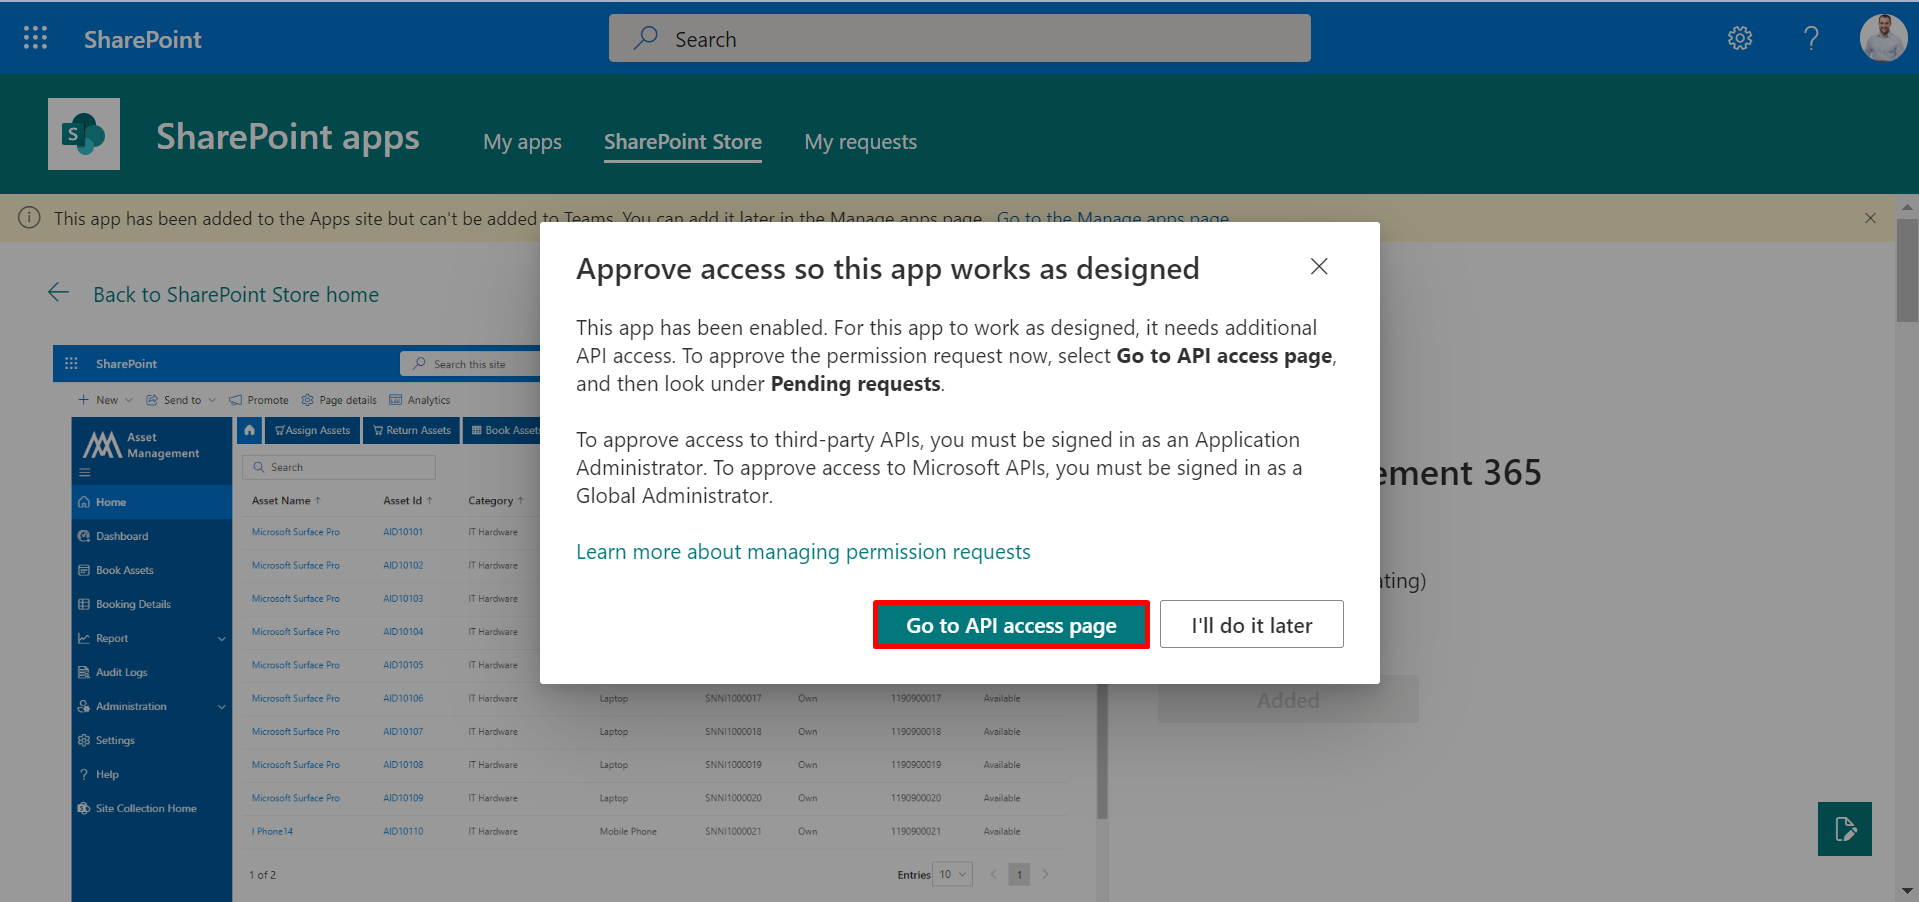 SharePoint
Search
S
SharePoint apps
My apps
SharePoint Store
My requests
This app has been added to the Apps site but can't be added to Teams. You can add it later in the Manage apps page. Go to the Manage apps page
Back to SharePoint Store home
Approve access so this app works as designed
This app has been enabled. For this app to work as designed, it needs additional
API access. To approve the permission request now, select Go to API access page,
and then look under Pending requests.
To approve access to third-party APIs, you must be signed in as an Application
Administrator. To approve access to Microsoft APIs, you must be signed in as a
Global Administrator.
Learn more about managing permission requests
Go to API access page
I'll do it later
SharePoint
Search this site
New
Send to
Promote
Page details
Analytics
Asset
Management
Home
Dashboard
Book Assets
Booking Details
Report
Audit Logs
Administration
Settings
Help
Site Collection Home
Assign Assets
Return Assets
Book Assets
Search
Asset Name Asset Id Category
Microsoft Surface Pro AID10101 IT Hardware
Microsoft Surface Pro AID10102 IT Hardware
Microsoft Surface Pro AID10103 IT Hardware
Microsoft Surface Pro AID10104 IT Hardware
Microsoft Surface Pro AID10105 IT Hardware
Microsoft Surface Pro AID10106 IT Hardware Laptop SNNI1000017 Own 1190900017 Available
Microsoft Surface Pro AID10107 IT Hardware Laptop SNNI1000018 Own 1190900018 Available
Microsoft Surface Pro AID10108 IT Hardware Laptop SNNI1000019 Own 1190900019 Available
Microsoft Surface Pro AID10109 IT Hardware Laptop SNNI1000020 Own 1190900020 Available
I Phone14 AID10110 IT Hardware Mobile Phone SNNI1000021 Own 1190900021 Available
1 of 2
Entries 10
1
ement 365
ating)
Added